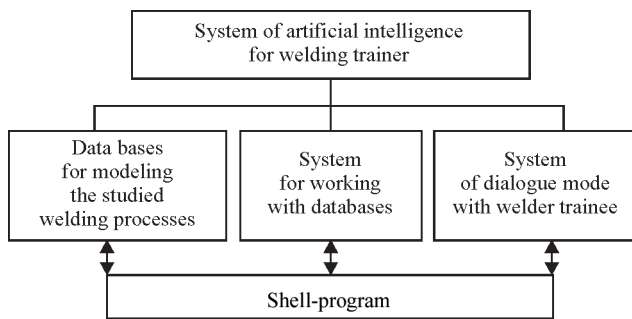 System of artificial intelligence
for welding trainer
Data bases
for modeling
the studied
welding processes
System
for working
with databases
System
of dialogue mode
with welder trainee
Shell-program